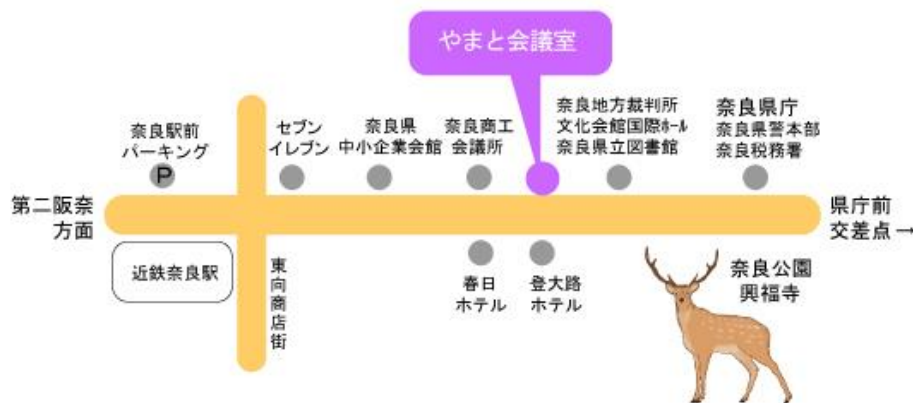 やまと会議室
奈良駅前
パーキング
P
セブン
イレブン
奈良県
中小企業会館
奈良商工
会議所
奈良地方裁判所
文化会館国際ﾎｰﾙ
奈良県立図書館
奈良県庁
奈良県警本部
奈良税務署
第二阪奈
方面
県庁前
交差点→
近鉄奈良駅
東向商店街
春日
ホテル
登大路
ホテル
奈良公園
興福寺